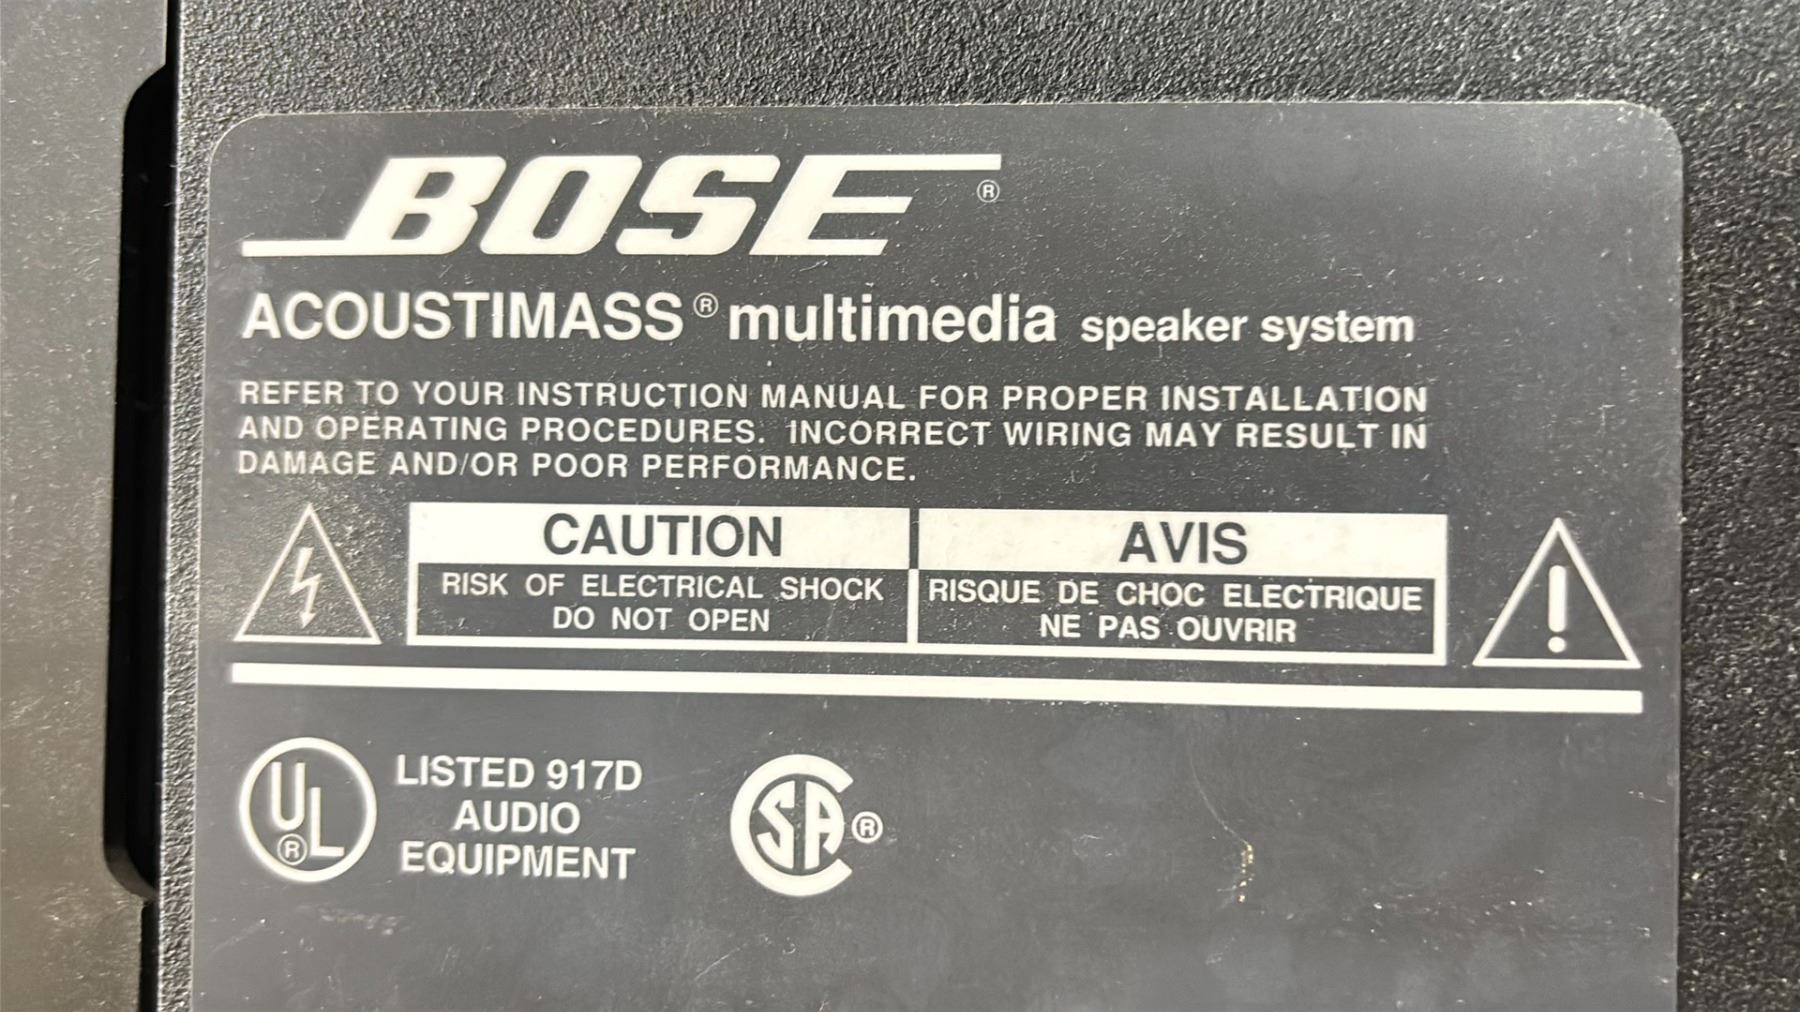 BOSE®
ACOUSTIMASS® multimedia speaker system
REFER TO YOUR INSTRUCTION MANUAL FOR PROPER INSTALLATION
AND OPERATING PROCEDURES. INCORRECT WIRING MAY RESULT IN
DAMAGE AND/OR POOR PERFORMANCE.
CAUTION
RISK OF ELECTRICAL SHOCK
DO NOT OPEN
AVIS
RISQUE DE CHOC ELECTRIQUE
NE PAS OUVRIR
!
UL®
LISTED 917D
AUDIO
EQUIPMENT
CSA®